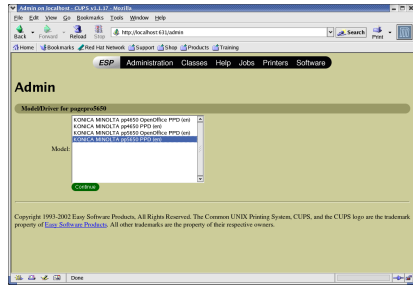 Admin on localhost - CUPS v1.1.17 - Mozilla
File Edit View Go Bookmarks Tools Window Help
Back Forward Reload Stop http://localhost:631/admin Search Print
Home Bookmarks Red Hat Network Support Shop Products Training
ESP Administration Classes Help Jobs Printers Software
Admin
Model/Driver for pagepro5650
Model:
KONICA MINOLTA pp4650 OpenOffice PPD (en)
KONICA MINOLTA pp4650 PPD (en)
KONICA MINOLTA pp5650 OpenOffice PPD (en)
KONICA MINOLTA pp5650 PPD (en)
Continue
Copyright 1993-2002 Easy Software Products, All Rights Reserved. The Common UNIX Printing System, CUPS, and the CUPS logo are the trademark
property of Easy Software Products. All other trademarks are the property of their respective owners.
Done